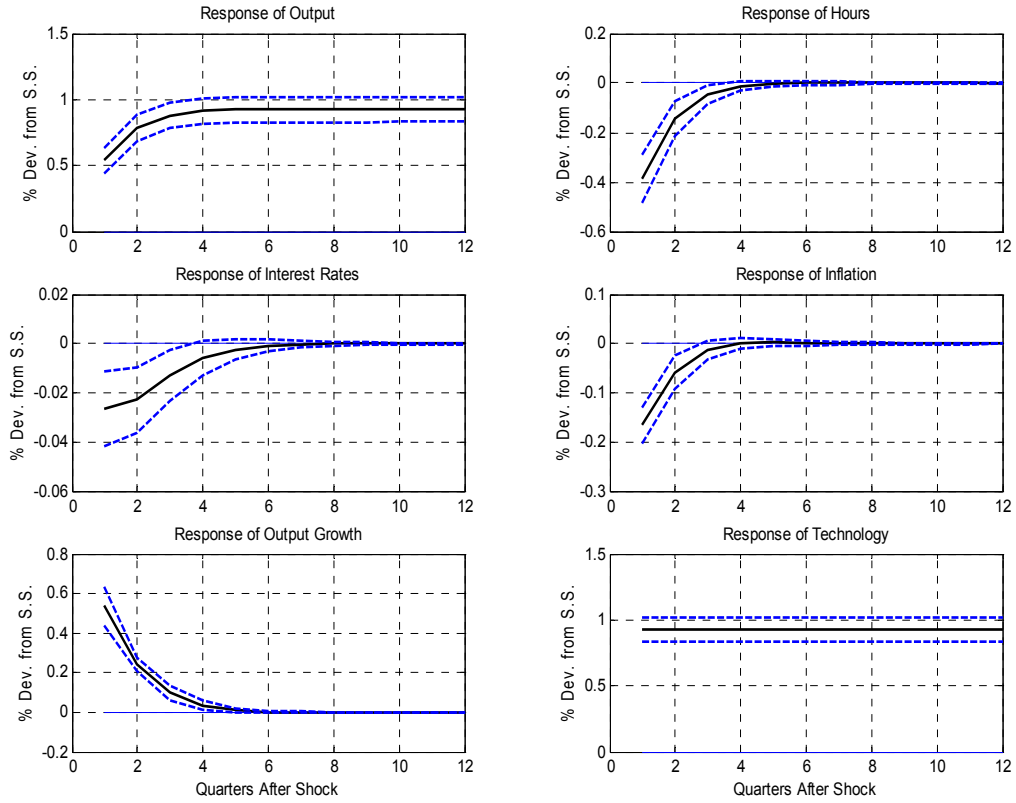 Response of Output
% Dev. from S.S.
1.5
1
0.5
0
0 2 4 6 8 10 12
Response of Hours
% Dev. from S.S.
0.2
0
-0.2
-0.4
-0.6
0 2 4 6 8 10 12
Response of Interest Rates
% Dev. from S.S.
0.02
0
-0.02
-0.04
-0.06
0 2 4 6 8 10 12
Response of Inflation
% Dev. from S.S.
0.1
0
-0.1
-0.2
-0.3
0 2 4 6 8 10 12
Response of Output Growth
% Dev. from S.S.
0.8
0.6
0.4
0.2
0
-0.2
0 2 4 6 8 10 12
Quarters After Shock
Response of Technology
% Dev. from S.S.
1.5
1
0.5
0
0 2 4 6 8 10 12
Quarters After Shock